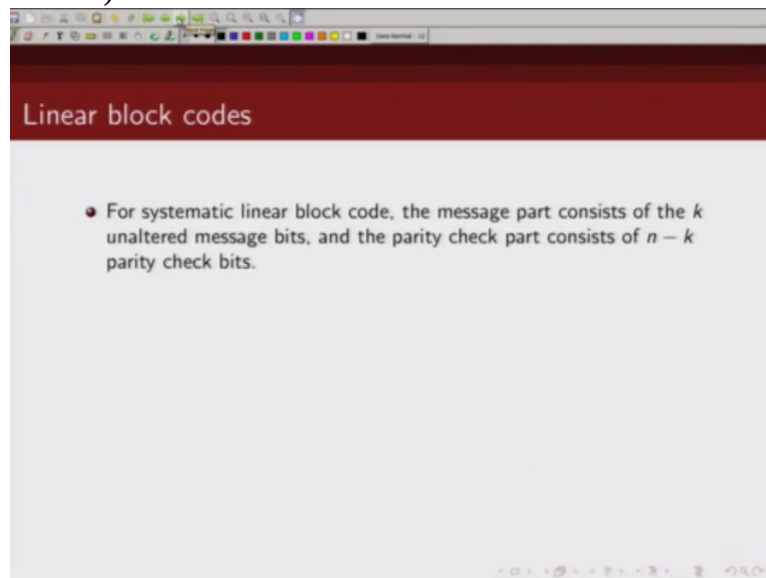 Linear block codes
For systematic linear block code, the message part consists of the k
unaltered message bits, and the parity check part consists of n − k
parity check bits.